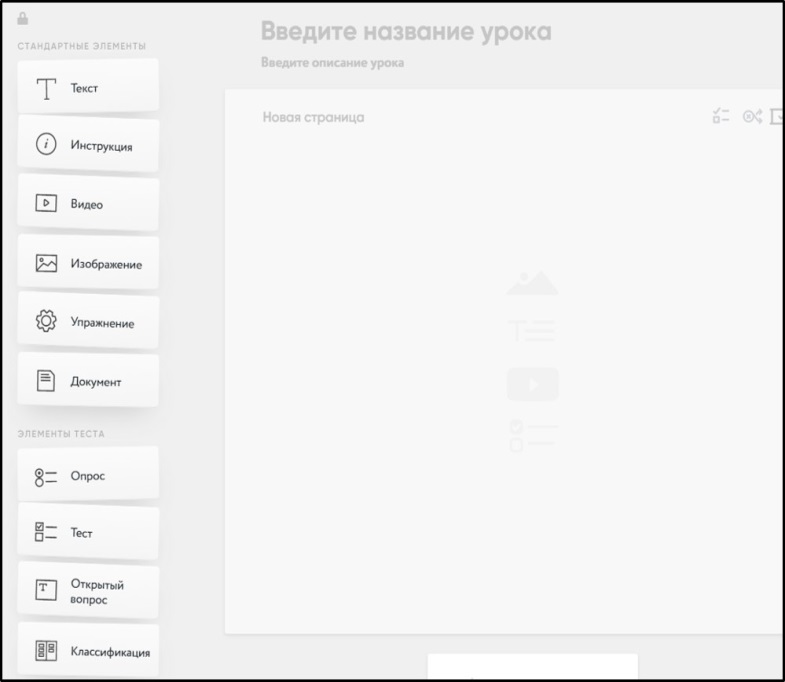 СТАНДАРТНЫЕ ЭЛЕМЕНТЫ
Текст
Инструкция
Видео
Изображение
Упражнение
Документ
ЭЛЕМЕНТЫ ТЕСТА
Опрос
Тест
Открытый
вопрос
Классификация
Введите название урока
Введите описание урока
Новая страница